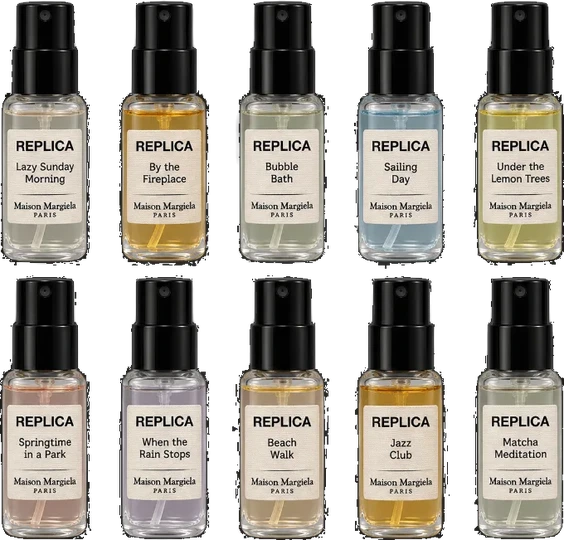 REPLICA
Lazy Sunday
Morning
Maison Margiela
PARIS
REPLICA
By the
Fireplace
Maison Margiela
PARIS
REPLICA
Bubble
Bath
Maison Margiela
PARIS
REPLICA
Sailing
Day
Maison Margiela
PARIS
REPLICA
Under the
Lemon Trees
Maison Margiela
PARIS
REPLICA
Springtime
in a Park
Maison Margiela
PARIS
REPLICA
When the
Rain Stops
Maison Margiela
PARIS
REPLICA
Beach
Walk
Maison Margiela
PARIS
REPLICA
Jazz
Club
Maison Margiela
PARIS
REPLICA
Matcha
Meditation
Maison Margiela
PARIS